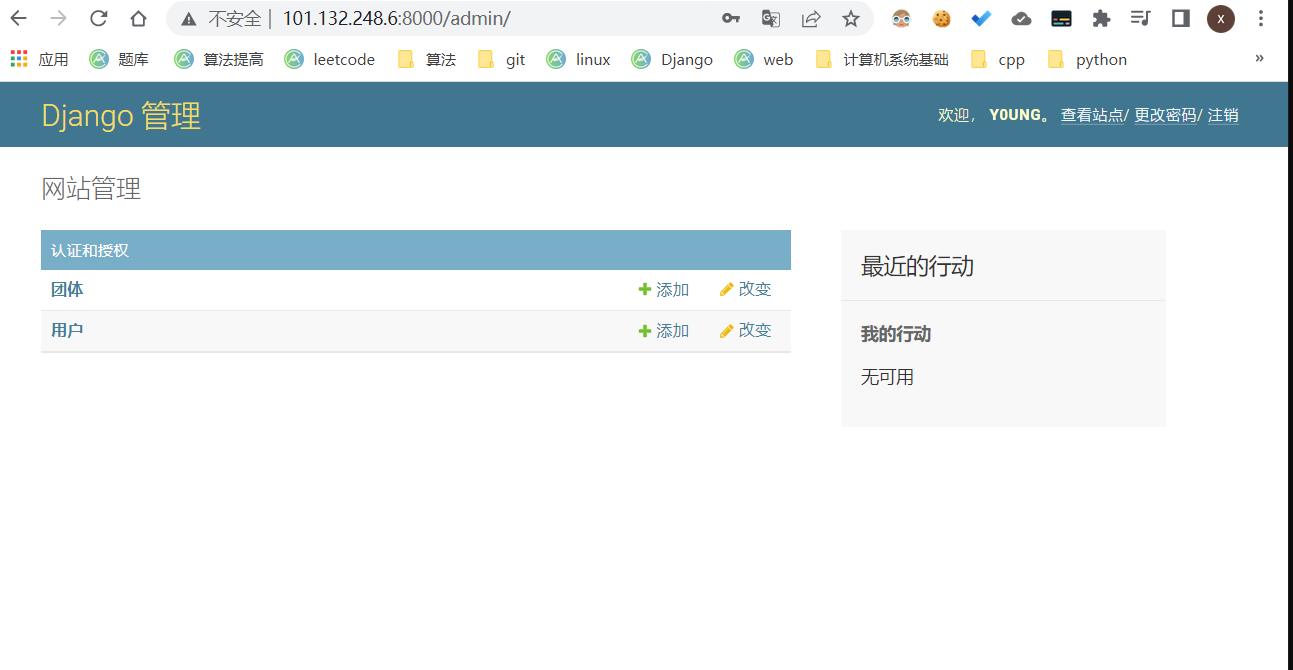 不安全 | 101.132.248.6:8000/admin/
X
应用 题库 算法提高 leetcode 算法 git linux Django web 计算机系统基础 cpp python »
Django 管理
欢迎, Y0UNG。 查看站点/ 更改密码/ 注销
网站管理
认证和授权
团体 添加 改变
用户 添加 改变
最近的行动
我的行动
无可用